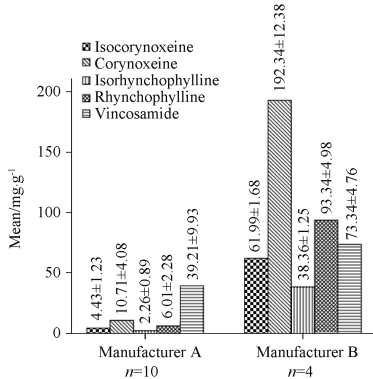 Isocorynoxeine
Corynoxeine
Isorhynchophylline
Rhynchophylline
Vincosamide
Mean/mg·g⁻¹
200
150
100
50
0
4.43±1.23
10.71±4.08
2.26±0.89
6.01±2.28
39.21±9.93
61.99±1.68
192.34±12.38
38.36±1.25
93.34±4.98
73.34±4.76
Manufacturer A
n=10
Manufacturer B
n=4